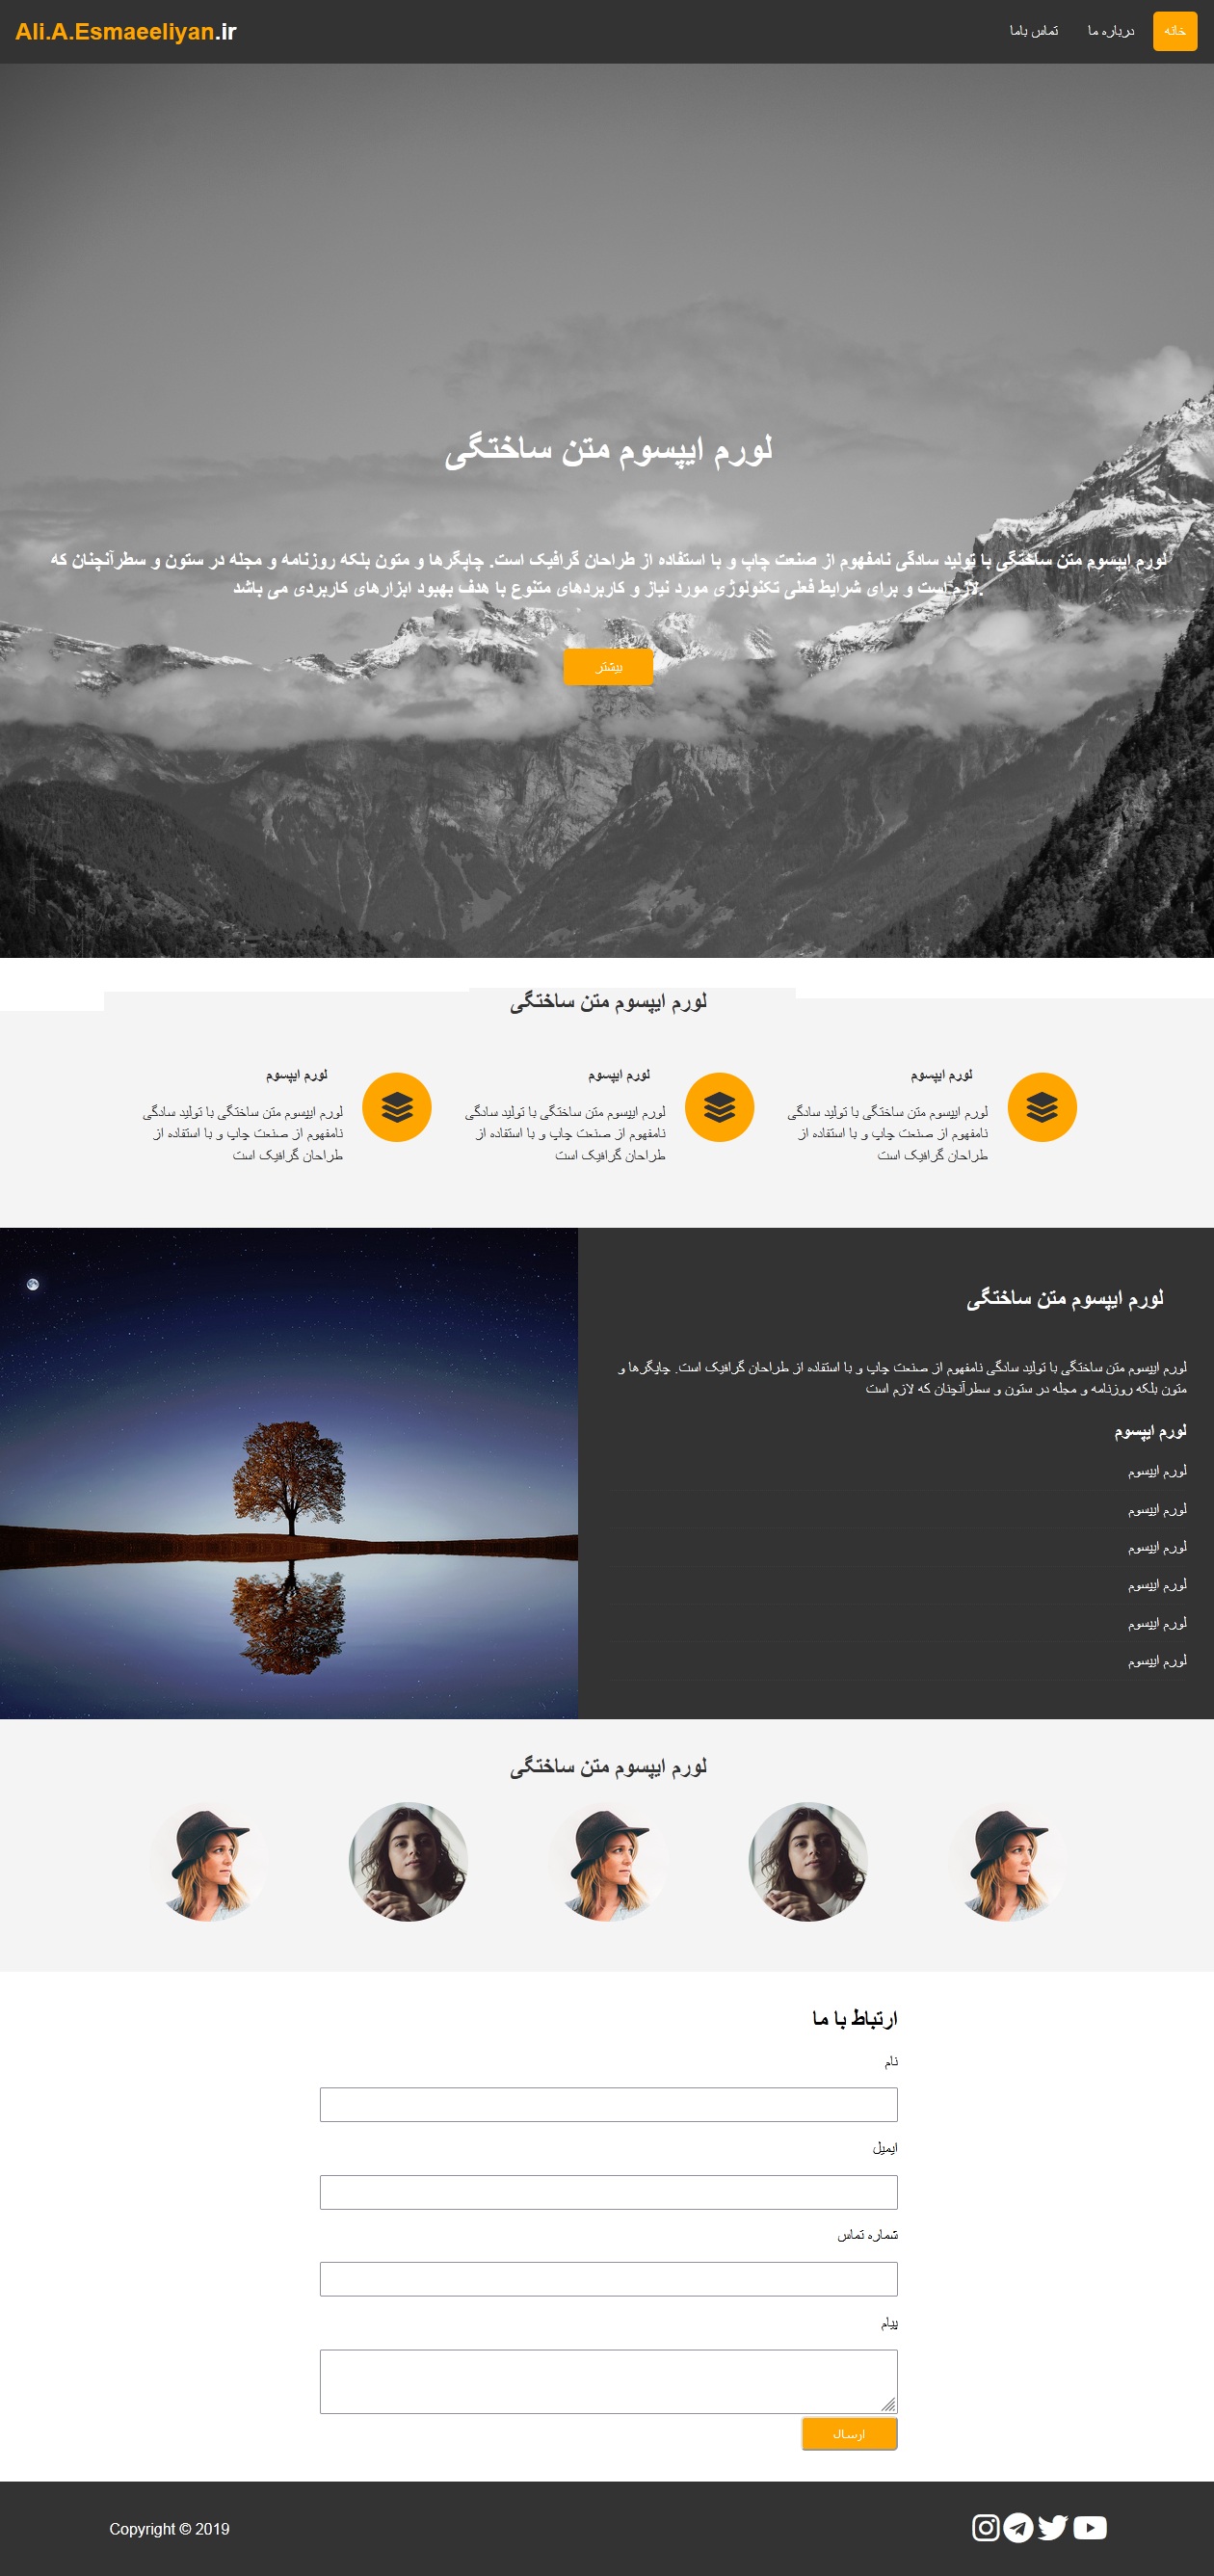 Ali.A.Esmaeeliyan.ir
خانه
درباره ما
تماس باما
لورم ایپسوم متن ساختگی
لورم ایپسوم متن ساختگی با تولید سادگی نامفهوم از صنعت چاپ و با استفاده از طراحان گرافیک است. چاپگرها و متون بلکه روزنامه و مجله در ستون و سطرآنچنان که
لازم است و برای شرایط فعلی تکنولوژی مورد نیاز و کاربردهای متنوع با هدف بهبود ابزارهای کاربردی می باشد.
بیشتر
لورم ایپسوم متن ساختگی
لورم ایپسوم
لورم ایپسوم متن ساختگی با تولید سادگی
نامفهوم از صنعت چاپ و با استفاده از
طراحان گرافیک است
لورم ایپسوم
لورم ایپسوم متن ساختگی با تولید سادگی
نامفهوم از صنعت چاپ و با استفاده از
طراحان گرافیک است
لورم ایپسوم
لورم ایپسوم متن ساختگی با تولید سادگی
نامفهوم از صنعت چاپ و با استفاده از
طراحان گرافیک است
لورم ایپسوم متن ساختگی
لورم ایپسوم متن ساختگی با تولید سادگی نامفهوم از صنعت چاپ و با استفاده از طراحان گرافیک است. چاپگرها و
متون بلکه روزنامه و مجله در ستون و سطرآنچنان که لازم است
لورم ایپسوم
لورم ایپسوم
لورم ایپسوم
لورم ایپسوم
لورم ایپسوم
لورم ایپسوم
لورم ایپسوم
لورم ایپسوم متن ساختگی
ارتباط با ما
نام
ایمیل
شماره تماس
پیام
ارسال
Copyright © 2019